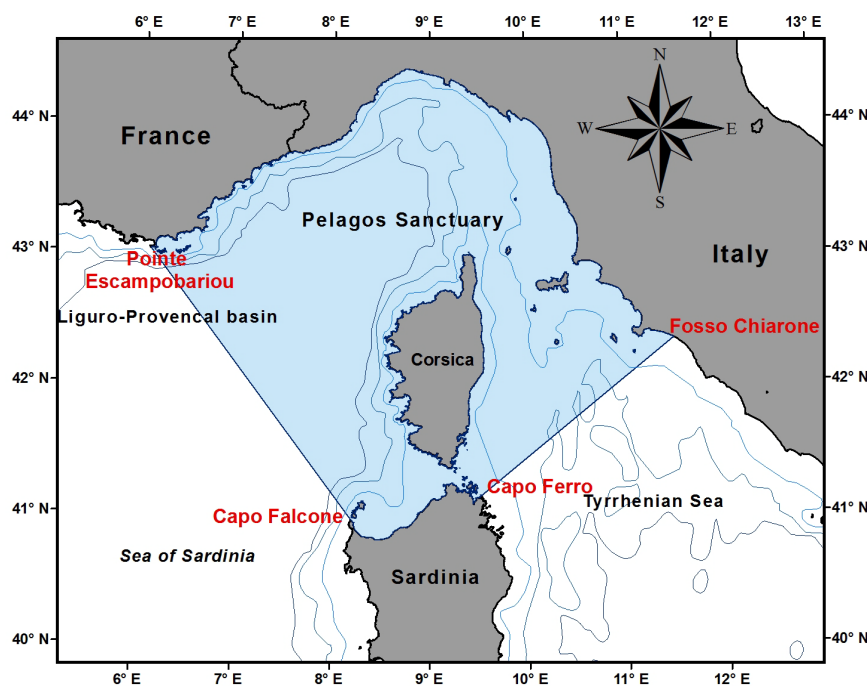 6° E 7° E 8° E 9° E 10° E 11° E 12° E 13° E
N
44° N 44° N
W E
France
S
Pelagos Sanctuary
43° N 43° N
Italy
Pointe
Escampobariou
Liguro-Provencal basin
Fosso Chiarone
Corsica
42° N 42° N
Capo Ferro
Tyrrhenian Sea
41° N 41° N
Capo Falcone
Sea of Sardinia
Sardinia
40° N 40° N
6° E 7° E 8° E 9° E 10° E 11° E 12° E